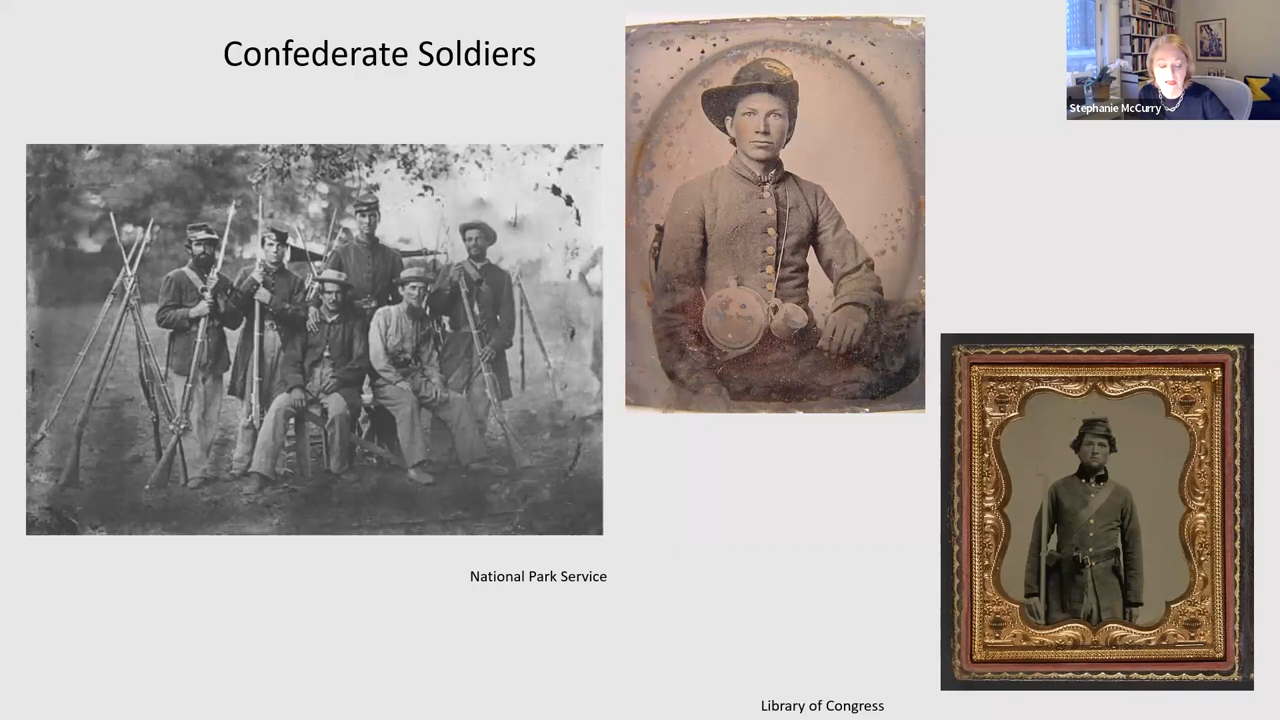 Confederate Soldiers
Stephanie McCurry
National Park Service
Library of Congress